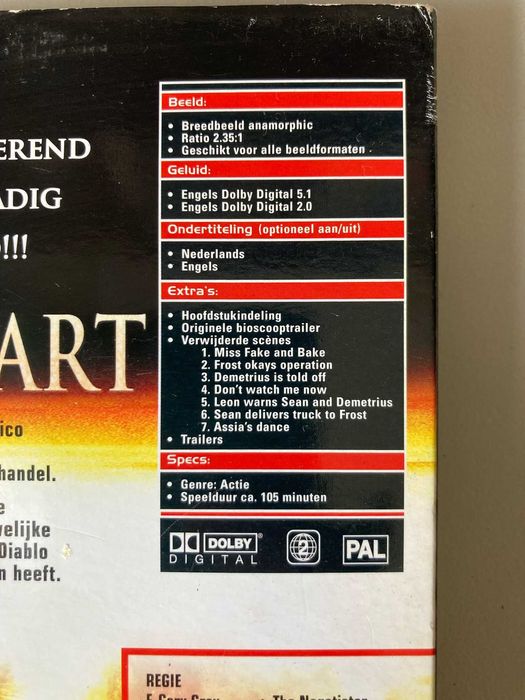 Beeld:
• Breedbeeld anamorphic
• Ratio 2.35:1
• Geschikt voor alle beeldformaten .
EREND
Geluid:
ADIG
• Engels Dolby Digital 5.1
• Engels Dolby Digital 2.0
Ondertiteling (optioneel aan/uit)
!!!
• Nederlands
• Engels
Extra's:
• Hoofdstukindeling
• Originele bioscooptrailer
• Verwijderde scènes
1. Miss Fake and Bake
2. Frost okays operation
3. Demetrius is told off
4. Don't watch me now
5. Leon warns Sean and Demetrius
6. Sean delivers truck to Frost
7. Assia's dance
• Trailers
ART
ico
Specs:
handel.
• Genre: Actie
• Speelduur ca. 105 minuten
e
velijke
Diablo
n heeft.
DOLBY
DIGITAL
2
PAL
REGIE
F. Gary Gray
The Negotiator